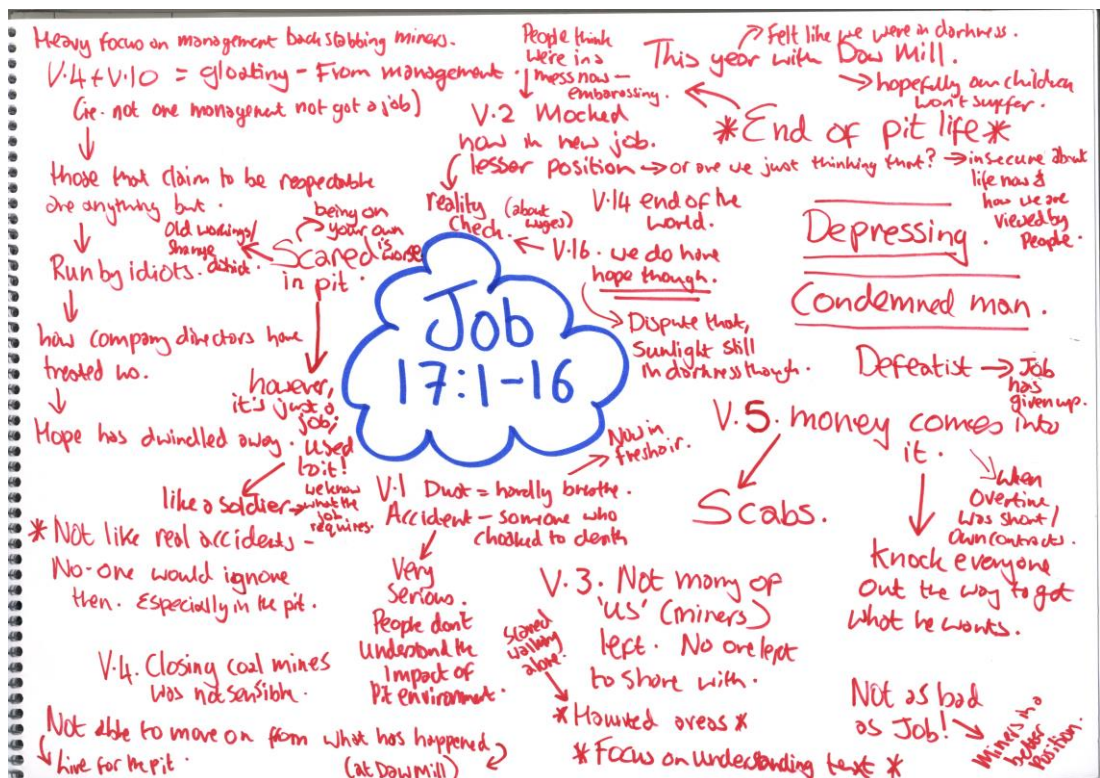 Heavy focus on management backstabbing miners.
V.4 + V.10 = gloating - From management.
(ie. not one management not got a job)
those that claim to be respectable
are anything but.
Run by idiots.
how company directors have
treated us.
Hope has dwindled away.
being on
your own
is worse
Old workings/
strange
district.
Scared
in pit.
however,
it's just a
job;
used
to it!
we know
what the
job
requires.
like a soldier
* Not like real accidents -
No-one would ignore
then. Especially in the pit.
V.4. Closing coal mines
was not sensible.
Not able to move on from what has happened
(at Daw Mill)
Live for the pit.
People think
we're in a
mess now -
embarassing.
V.2 Mocked
now in new job.
lesser position → or are we just thinking that? → insecure about
life now &
how we are
viewed by
People.
reality
check.
(about
wages)
V.14 end of the
world.
V.16. we do have
hope though.
Dispute that,
Sunlight still
in darkness though.
Felt like we were in darkness.
This year with Daw Mill.
hopefully our children
won't suffer.
*End of pit life*
Depressing.
Condemned man.
Defeatist → Job
has
given up.
Job
17:1-16
V.5. money comes into
it.
Scabs.
when
Overtime
was short/
Own contracts.
Knock everyone
Out the way to get
what he wants.
V.1 Dust = hardly breathe.
Now in
fresh air.
Accident - someone who
choaked to death
Very
Serious.
People don't
understand the
Impact of
Pit environment.
V.3. Not many of
'us' (miners)
left. No one left
to share with.
Scared
walking
alone.
* Haunted areas *
* Focus on understanding text *
Not as bad
as Job!
Miners in a
better
Position.